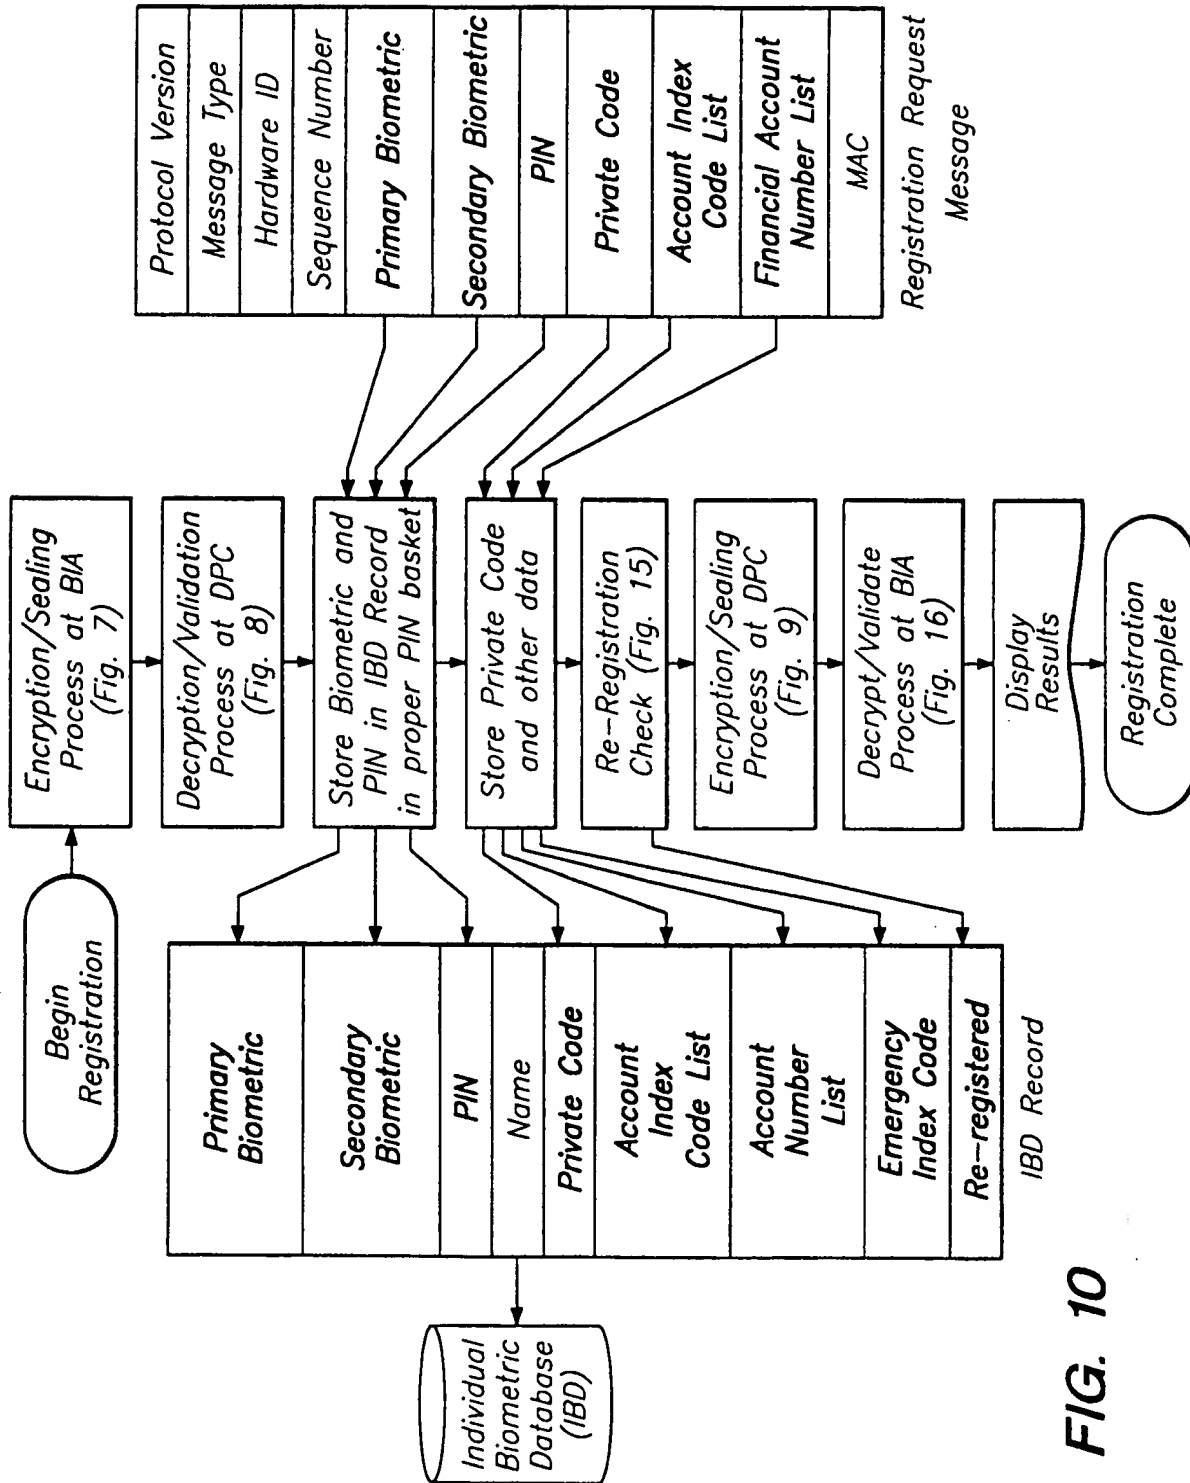 Begin
Registration
Encryption/Sealing
Process at BIA
(Fig. 7)
Decryption/Validation
Process at DPC
(Fig. 8)
Store Biometric and
PIN in IBD Record
in proper PIN basket
Store Private Code
and other data
Re-Registration
Check (Fig. 15)
Encryption/Sealing
Process at DPC
(Fig. 9)
Decrypt/Validate
Process at BIA
(Fig. 16)
Display
Results
Registration
Complete
Protocol Version
Message Type
Hardware ID
Sequence Number
Primary Biometric
Secondary Biometric
PIN
Private Code
Account Index
Code List
Financial Account
Number List
MAC
Registration Request
Message
Primary
Biometric
Secondary
Biometric
PIN
Name
Private Code
Account
Index
Code List
Account
Number
List
Emergency
Index Code
Re-registered
IBD Record
Individual
Biometric
Database
(IBD)
FIG. 10